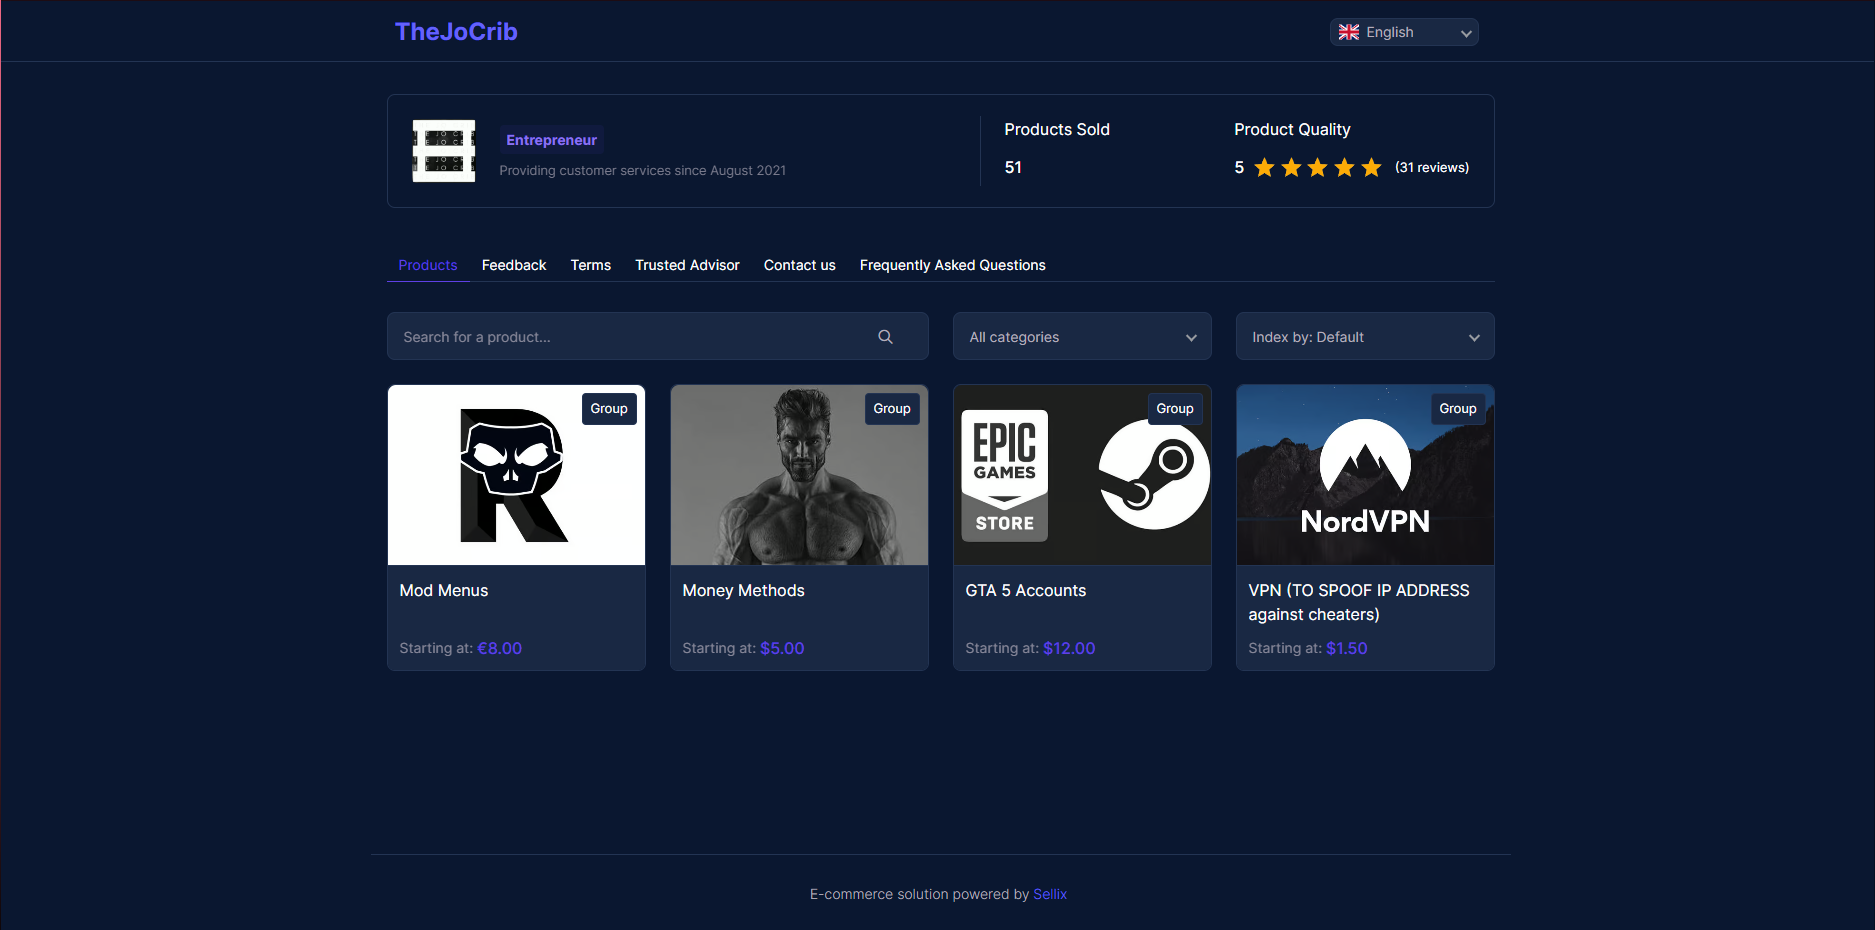 TheJoCrib
English
Entrepreneur
Providing customer services since August 2021
Products Sold
51
Product Quality
5
(31 reviews)
Products
Feedback
Terms
Trusted Advisor
Contact us
Frequently Asked Questions
Search for a product...
All categories
Index by: Default
R
Group
Mod Menus
Starting at: €8.00
Group
Money Methods
Starting at: $5.00
EPIC
GAMES
STORE
Group
GTA 5 Accounts
Starting at: $12.00
Group
NordVPN
VPN (TO SPOOF IP ADDRESS
against cheaters)
Starting at: $1.50
E-commerce solution powered by Sellix